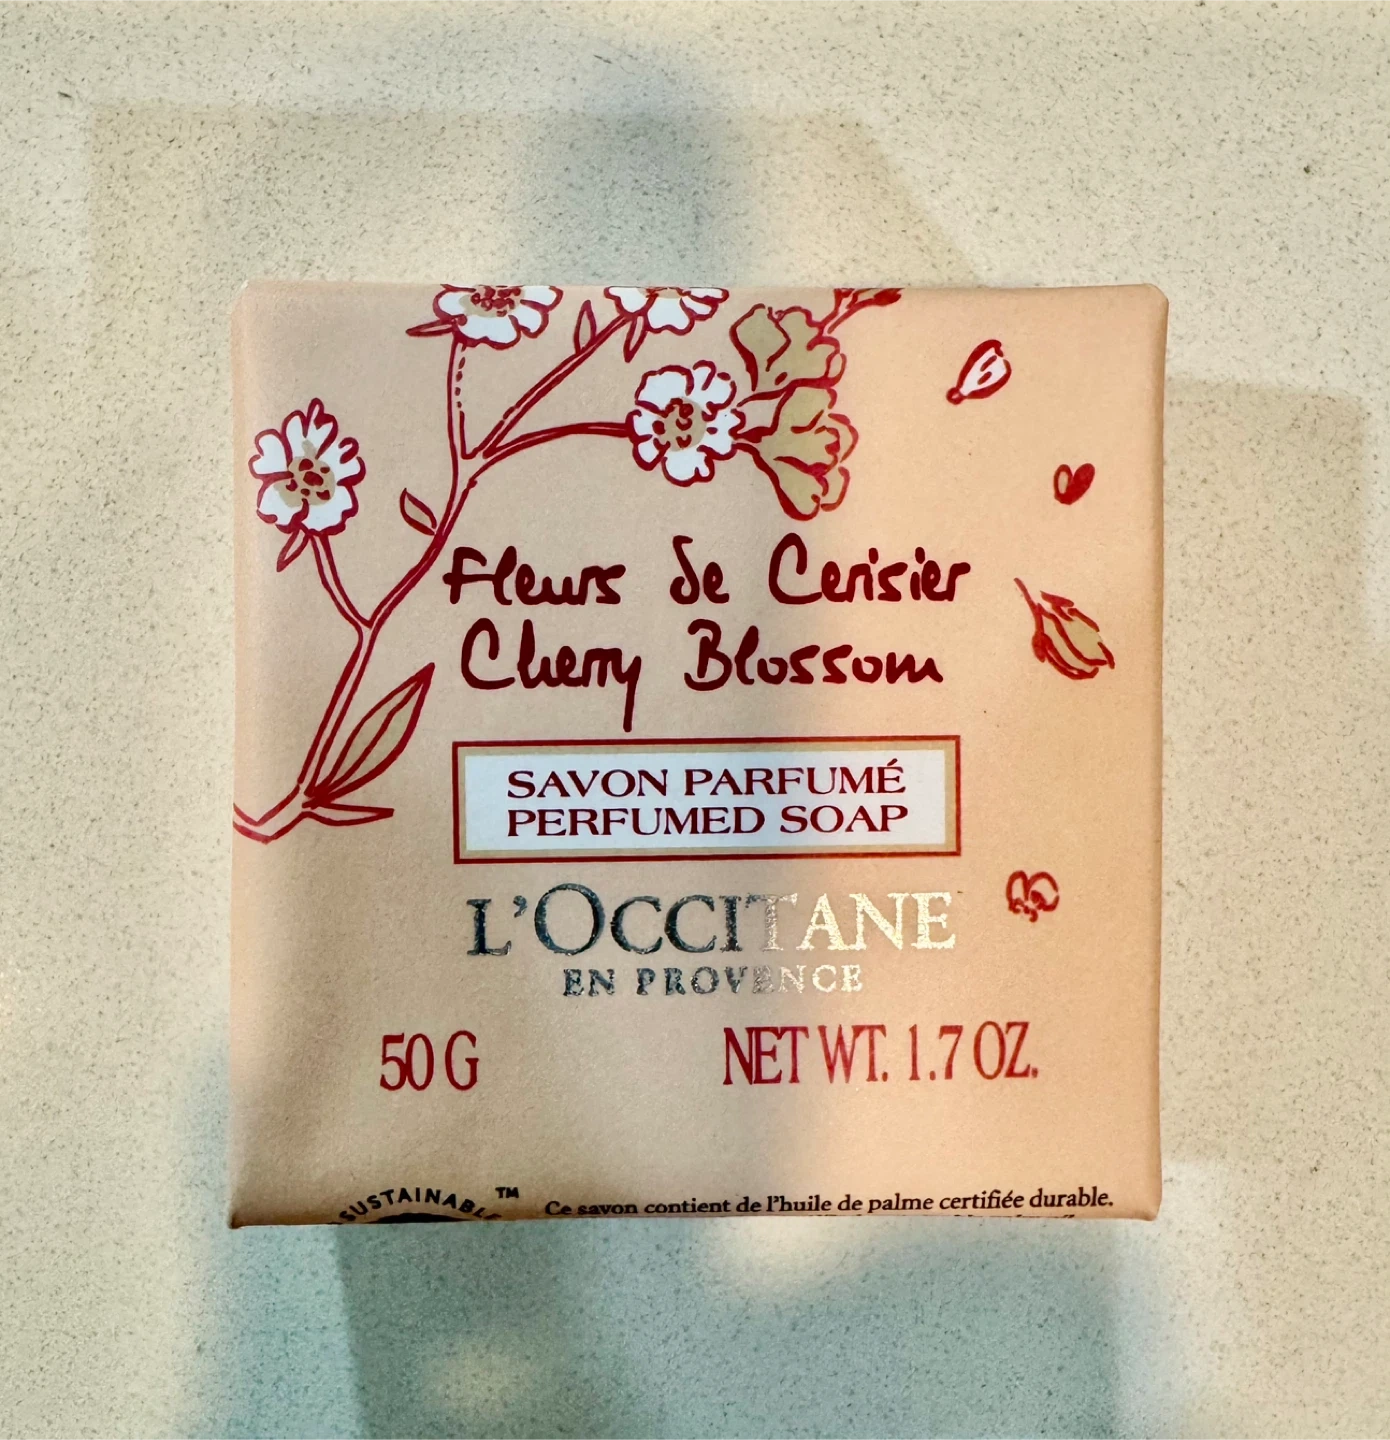 Fleurs de Cerisier
Cherry Blossom
SAVON PARFUMÉ
PERFUMED SOAP
L'OCCITANE
EN PROVENCE
50 G
NET WT. 1.7 OZ.
SUSTAINABLE™
Ce savon contient de l'huile de palme certifiée durable.